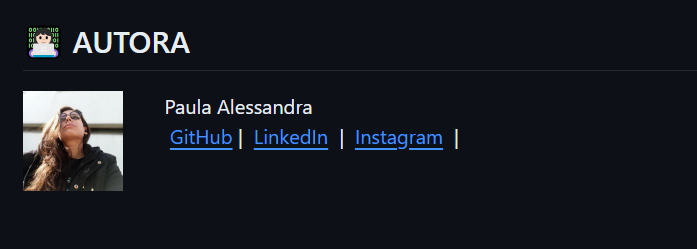 AUTORA
Paula Alessandra
GitHub | LinkedIn | Instagram |